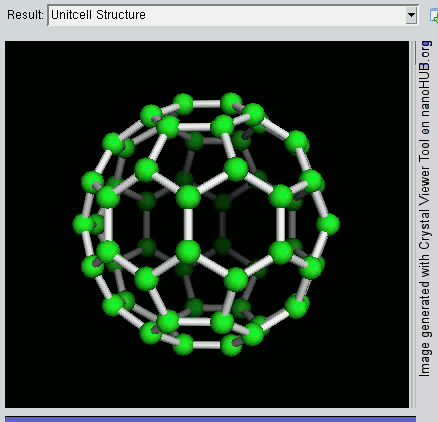 Result: Unitcell Structure
Image generated with Crystal Viewer Tool on nanoHUB.org